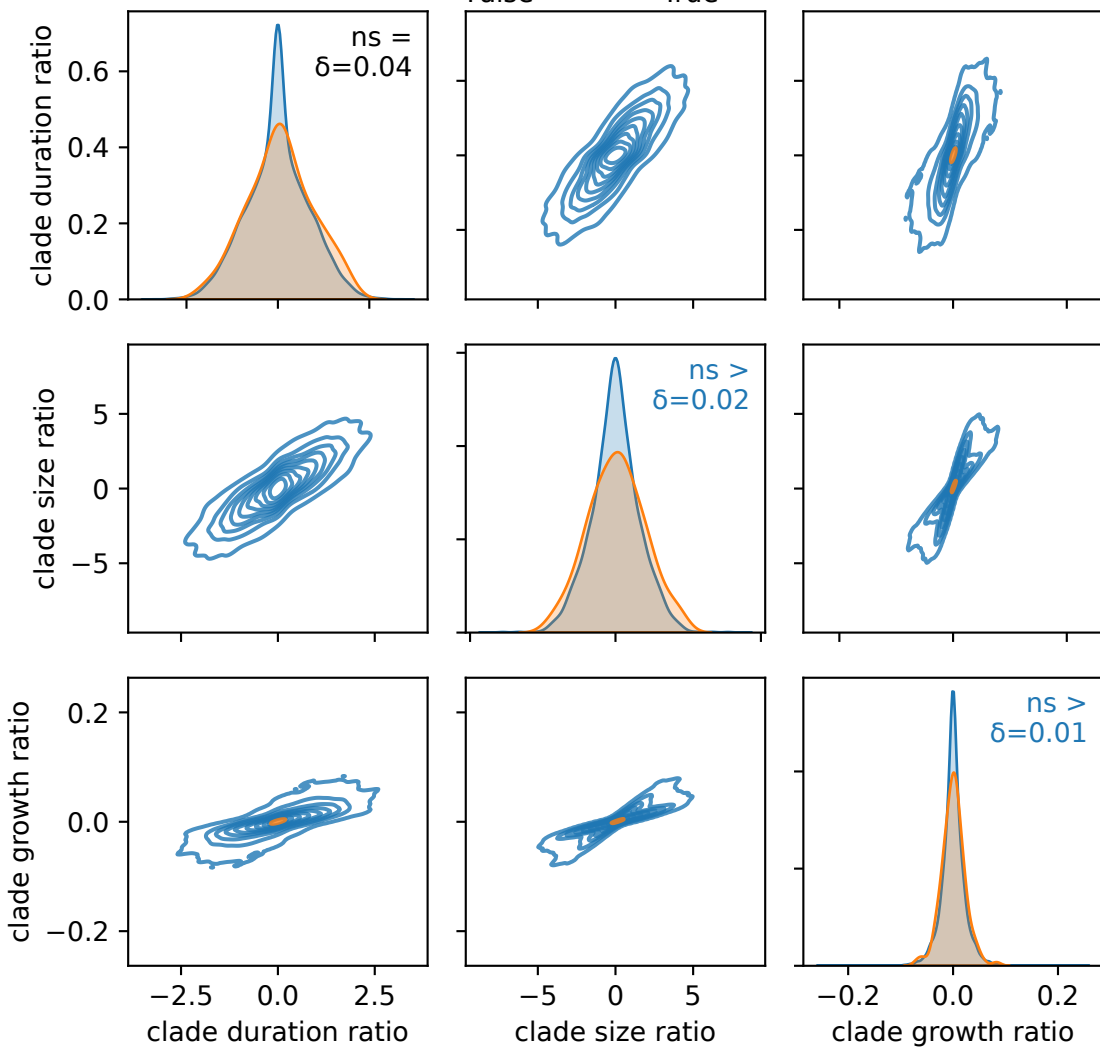 clade duration ratio
0.6
0.4
0.2
0.0
ns =
δ=0.04
clade size ratio
5
0
−5
ns >
δ=0.02
clade growth ratio
0.2
0.0
−0.2
ns >
δ=0.01
−2.5 0.0 2.5
−5 0 5
−0.2 0.0 0.2
clade duration ratio
clade size ratio
clade growth ratio